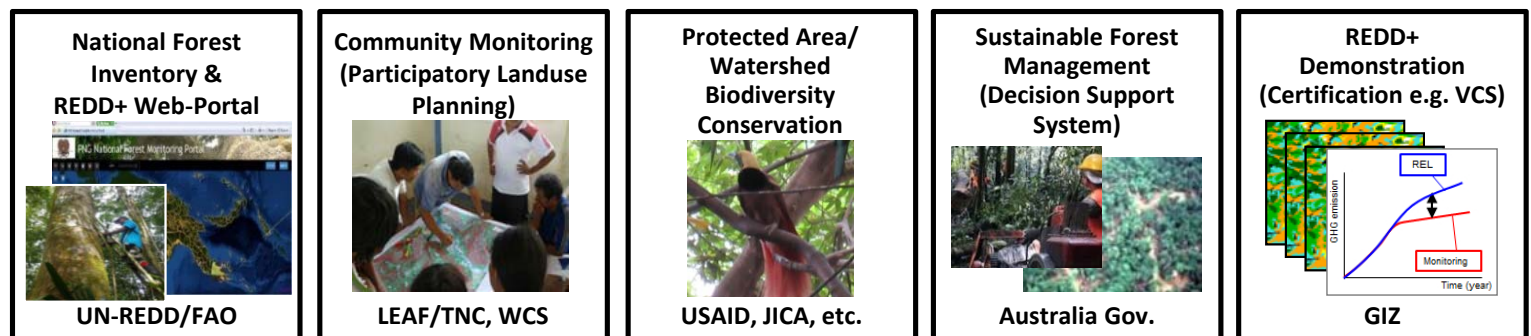 National Forest
Inventory &
REDD+ Web-Portal
PNG National Forest Monitoring Portal
UN-REDD/FAO
Community Monitoring
(Participatory Landuse
Planning)
LEAF/TNC, WCS
Protected Area/
Watershed
Biodiversity
Conservation
USAID, JICA, etc.
Sustainable Forest
Management
(Decision Support
System)
Australia Gov.
REDD+
Demonstration
(Certification e.g. VCS)
REL
GHG emission
Monitoring
Time (year)
GIZ